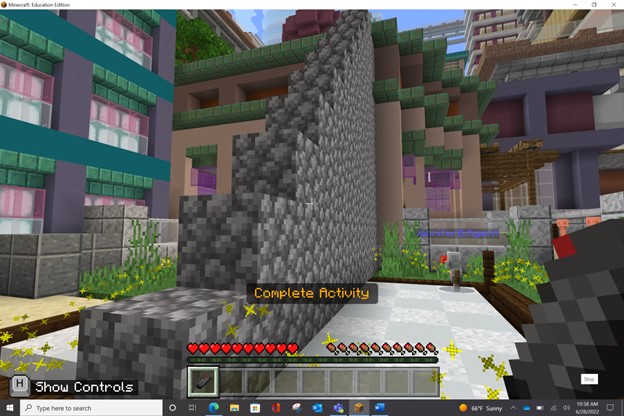 Minecraft: Education Edition
Complete Activity
H Show Controls
Stop
Type here to search
66°F Sunny
10:38 AM
6/28/2022